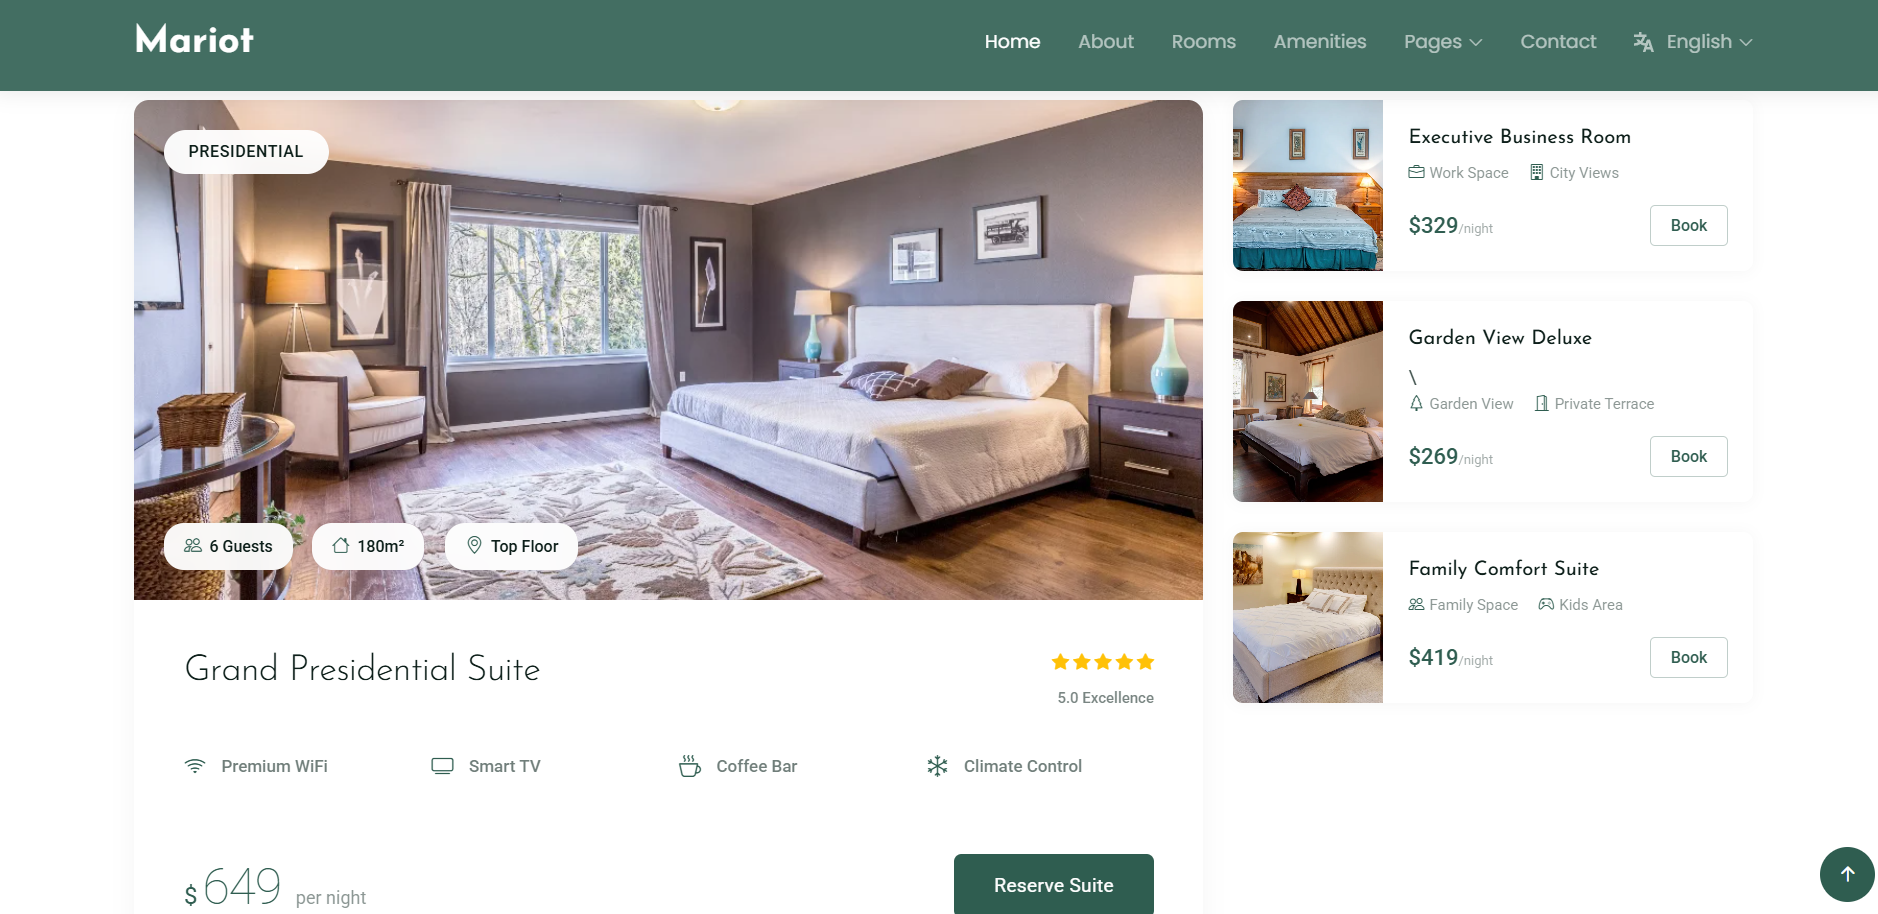 Mariot
Home About Rooms Amenities Pages Contact English
PRESIDENTIAL
6 Guests 180m² Top Floor
Grand Presidential Suite
5.0 Excellence
Premium WiFi Smart TV Coffee Bar Climate Control
$649 per night
Reserve Suite
Executive Business Room
Work Space City Views
$329/night Book
Garden View Deluxe
\
Garden View Private Terrace
$269/night Book
Family Comfort Suite
Family Space Kids Area
$419/night Book